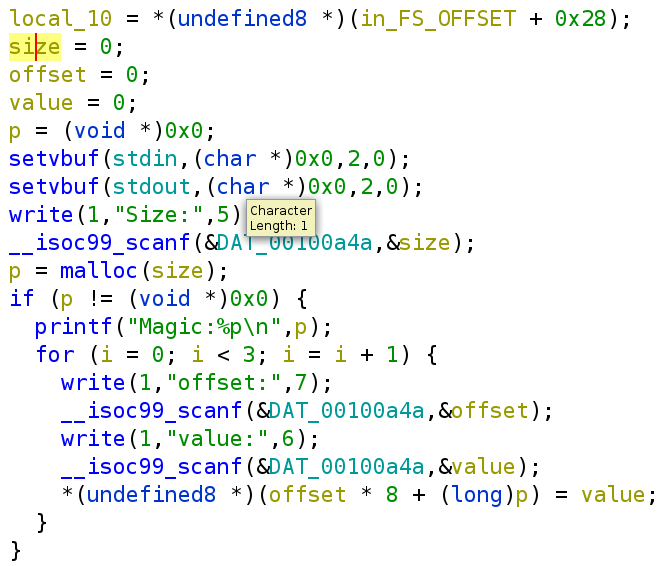 local_10 = *(undefined8 *)(in_FS_OFFSET + 0x28);
size = 0;
offset = 0;
value = 0;
p = (void *)0x0;
setvbuf(stdin,(char *)0x0,2,0);
setvbuf(stdout,(char *)0x0,2,0);
write(1,"Size:",5)
Character
Length: 1
__isoc99_scanf(&DAT_00100a4a,&size);
p = malloc(size);
if (p != (void *)0x0) {
  printf("Magic:%p\n",p);
  for (i = 0; i < 3; i = i + 1) {
    write(1,"offset:",7);
    __isoc99_scanf(&DAT_00100a4a,&offset);
    write(1,"value:",6);
    __isoc99_scanf(&DAT_00100a4a,&value);
    *(undefined8 *)(offset * 8 + (long)p) = value;
  }
}